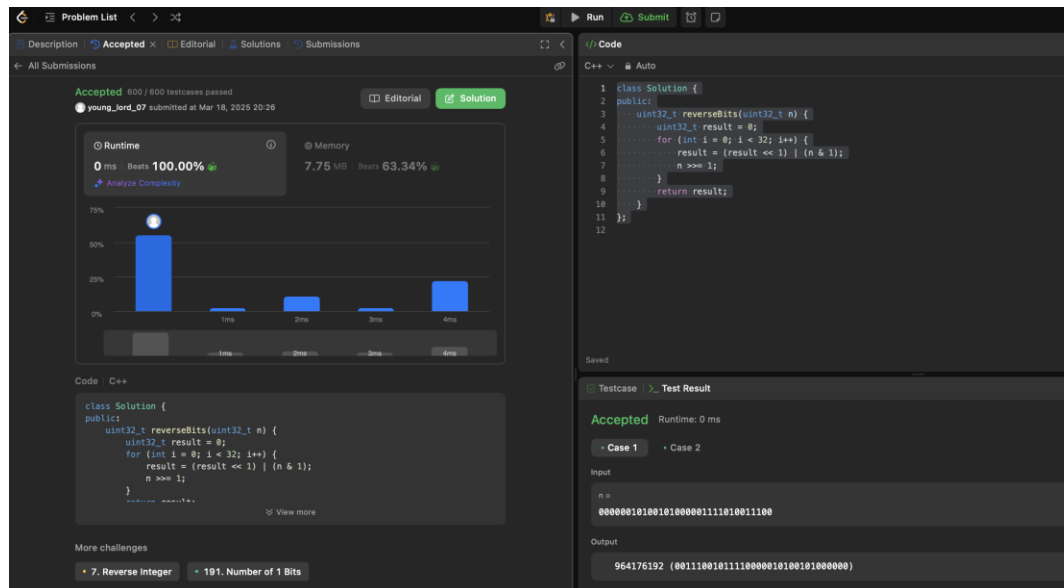 Problem List
Run
Submit
Description
Accepted
Editorial
Solutions
Submissions
All Submissions
Accepted 600 / 600 testcases passed
young_lord_07 submitted at Mar 18, 2025 20:26
Editorial
Solution
Runtime
0 ms Beats 100.00%
Analyze Complexity
Memory
7.75 MB Beats 63.34%
75%
50%
25%
0%
1ms 2ms 3ms 4ms
1ms 2ms 3ms 4ms
Code | C++
class Solution {
public:
    uint32_t reverseBits(uint32_t n) {
        uint32_t result = 0;
        for (int i = 0; i < 32; i++) {
            result = (result << 1) | (n & 1);
            n >>= 1;
        }
        return result;
View more
More challenges
7. Reverse Integer
191. Number of 1 Bits
</>Code
C++ Auto
1 class Solution {
2 public:
3     uint32_t reverseBits(uint32_t n) {
4         uint32_t result = 0;
5         for (int i = 0; i < 32; i++) {
6             result = (result << 1) | (n & 1);
7             n >>= 1;
8         }
9         return result;
10     }
11 };
12
Saved
Testcase | >_ Test Result
Accepted Runtime: 0 ms
Case 1 Case 2
Input
n =
00000010100101000001111010011100
Output
964176192 (00111001011110000010100101000000)